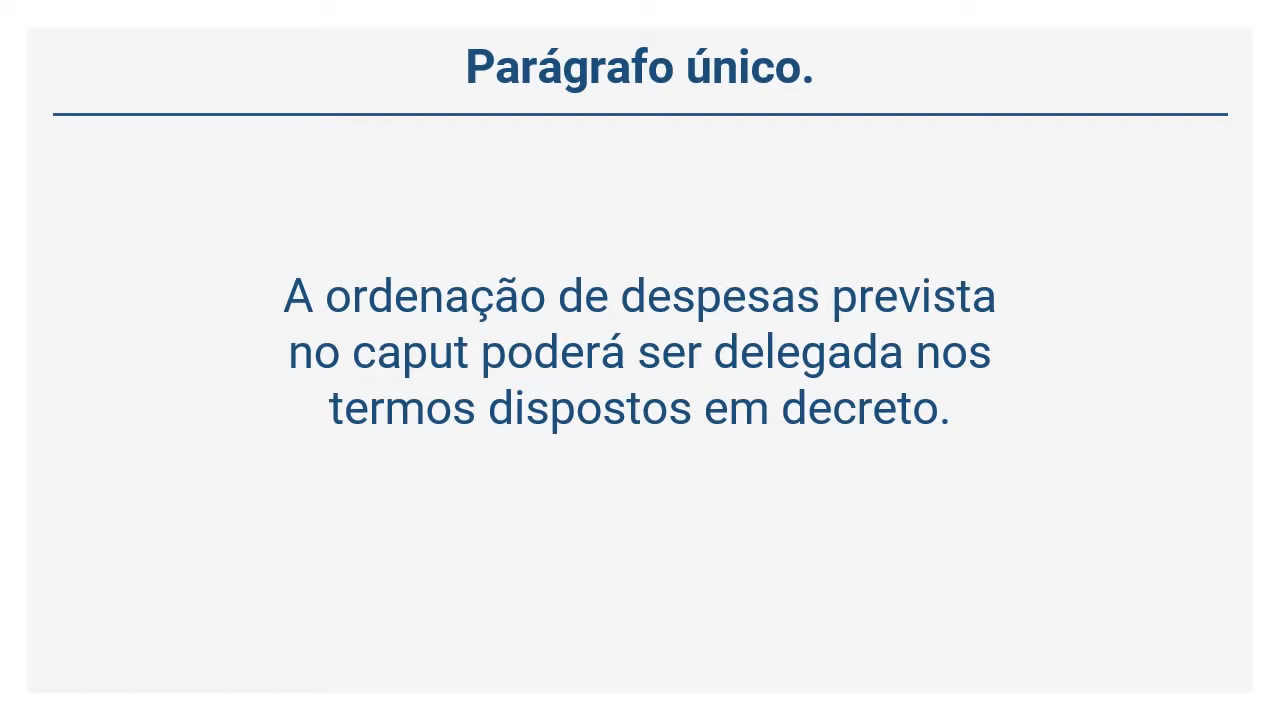 Parágrafo único.
A ordenação de despesas prevista
no caput poderá ser delegada nos
termos dispostos em decreto.